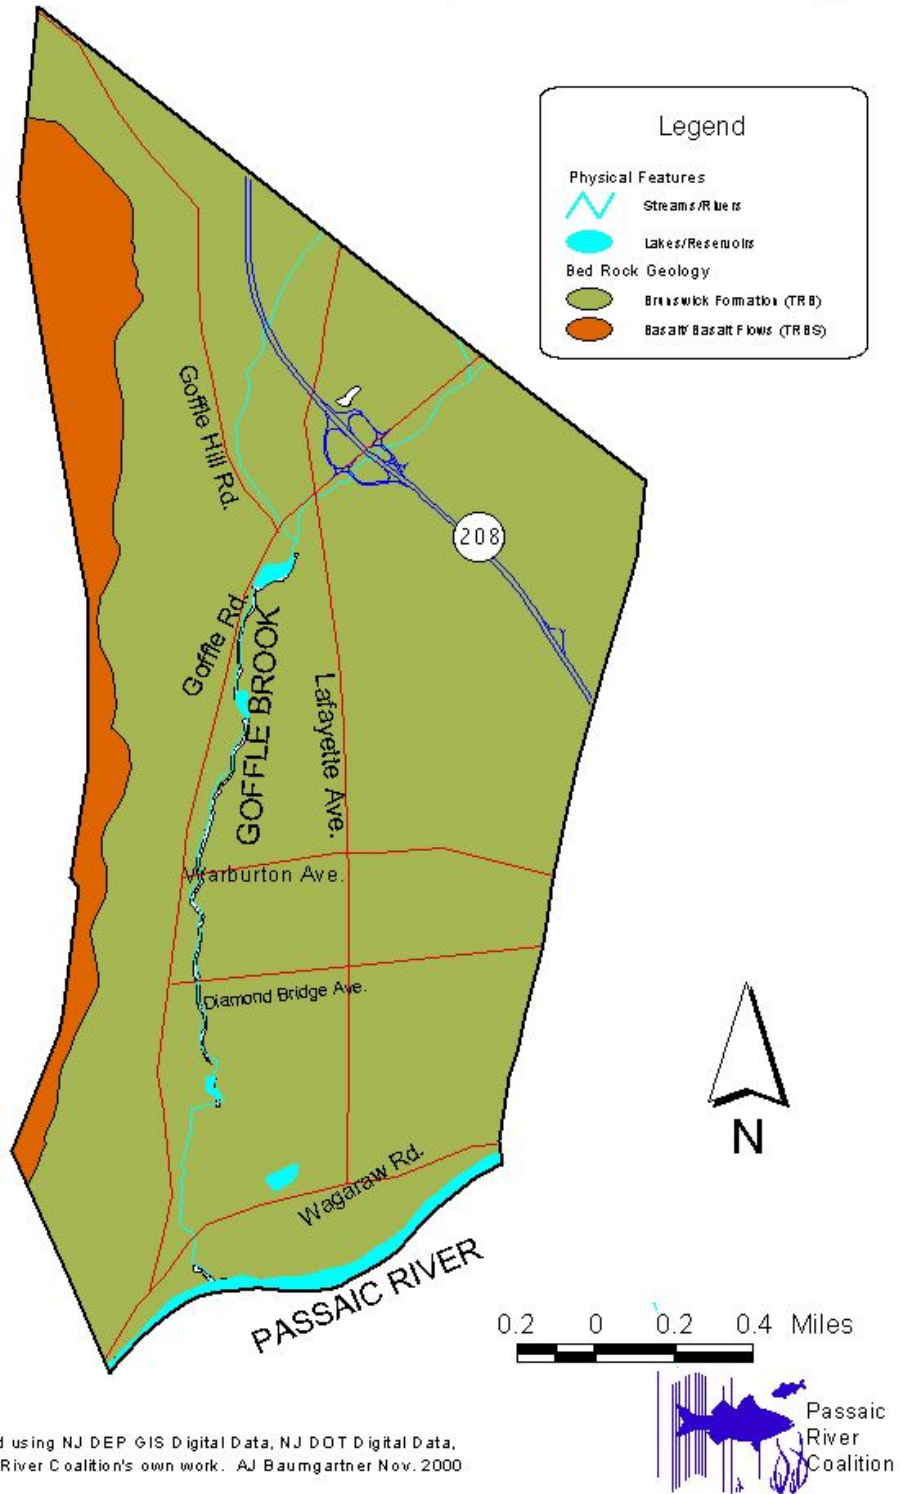 Legend
Physical Features
Streams/Rivers
Lakes/Reservoirs
Bed Rock Geology
Brunswick Formation (TRB)
Basalt/ Basalt Flows (TRBS)
Goffle Hill Rd.
208
Goffle Rd.
GOFFLE BROOK
Lafayette Ave.
Warburton Ave.
Diamond Bridge Ave.
N
Wagaraw Rd.
PASSAIC RIVER
0.2 0 0.2 0.4 Miles
Passaic
River
Coalition
using NJ DEP GIS Digital Data, NJ DOT Digital Data,
River Coalition's own work. AJ Baumgartner Nov. 2000